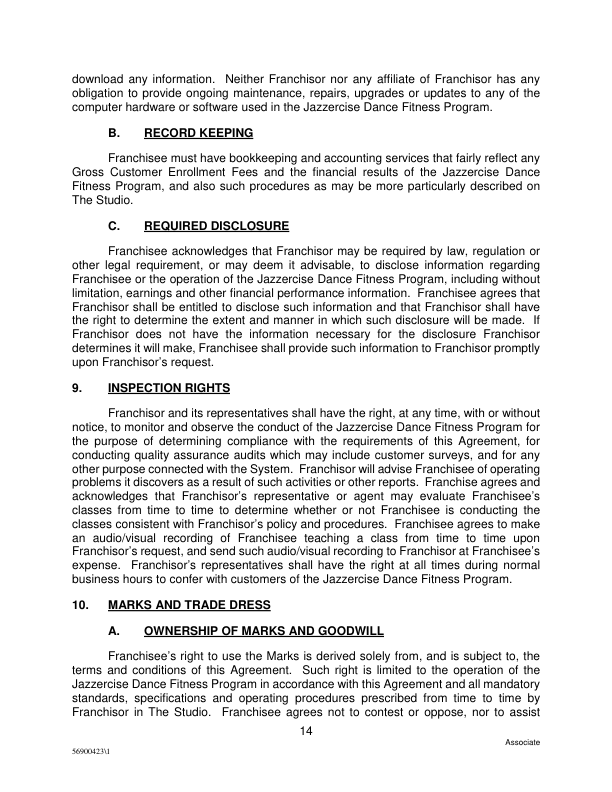 download any information. Neither Franchisor nor any affiliate of Franchisor has any
obligation to provide ongoing maintenance, repairs, upgrades or updates to any of the
computer hardware or software used in the Jazzercise Dance Fitness Program.
B. RECORD KEEPING
Franchisee must have bookkeeping and accounting services that fairly reflect any
Gross Customer Enrollment Fees and the financial results of the Jazzercise Dance
Fitness Program, and also such procedures as may be more particularly described on
The Studio.
C. REQUIRED DISCLOSURE
Franchisee acknowledges that Franchisor may be required by law, regulation or
other legal requirement, or may deem it advisable, to disclose information regarding
Franchisee or the operation of the Jazzercise Dance Fitness Program, including without
limitation, earnings and other financial performance information. Franchisee agrees that
Franchisor shall be entitled to disclose such information and that Franchisor shall have
the right to determine the extent and manner in which such disclosure will be made. If
Franchisor does not have the information necessary for the disclosure Franchisor
determines it will make, Franchisee shall provide such information to Franchisor promptly
upon Franchisor's request.
9. INSPECTION RIGHTS
Franchisor and its representatives shall have the right, at any time, with or without
notice, to monitor and observe the conduct of the Jazzercise Dance Fitness Program for
the purpose of determining compliance with the requirements of this Agreement, for
conducting quality assurance audits which may include customer surveys, and for any
other purpose connected with the System. Franchisor will advise Franchisee of operating
problems it discovers as a result of such activities or other reports. Franchise agrees and
acknowledges that Franchisor's representative or agent may evaluate Franchisee's
classes from time to time to determine whether or not Franchisee is conducting the
classes consistent with Franchisor's policy and procedures. Franchisee agrees to make
an audio/visual recording of Franchisee teaching a class from time to time upon
Franchisor's request, and send such audio/visual recording to Franchisor at Franchisee's
expense. Franchisor's representatives shall have the right at all times during normal
business hours to confer with customers of the Jazzercise Dance Fitness Program.
10. MARKS AND TRADE DRESS
A. OWNERSHIP OF MARKS AND GOODWILL
Franchisee's right to use the Marks is derived solely from, and is subject to, the
terms and conditions of this Agreement. Such right is limited to the operation of the
Jazzercise Dance Fitness Program in accordance with this Agreement and all mandatory
standards, specifications and operating procedures prescribed from time to time by
Franchisor in The Studio. Franchisee agrees not to contest or oppose, nor to assist
14
Associate
56900423\1